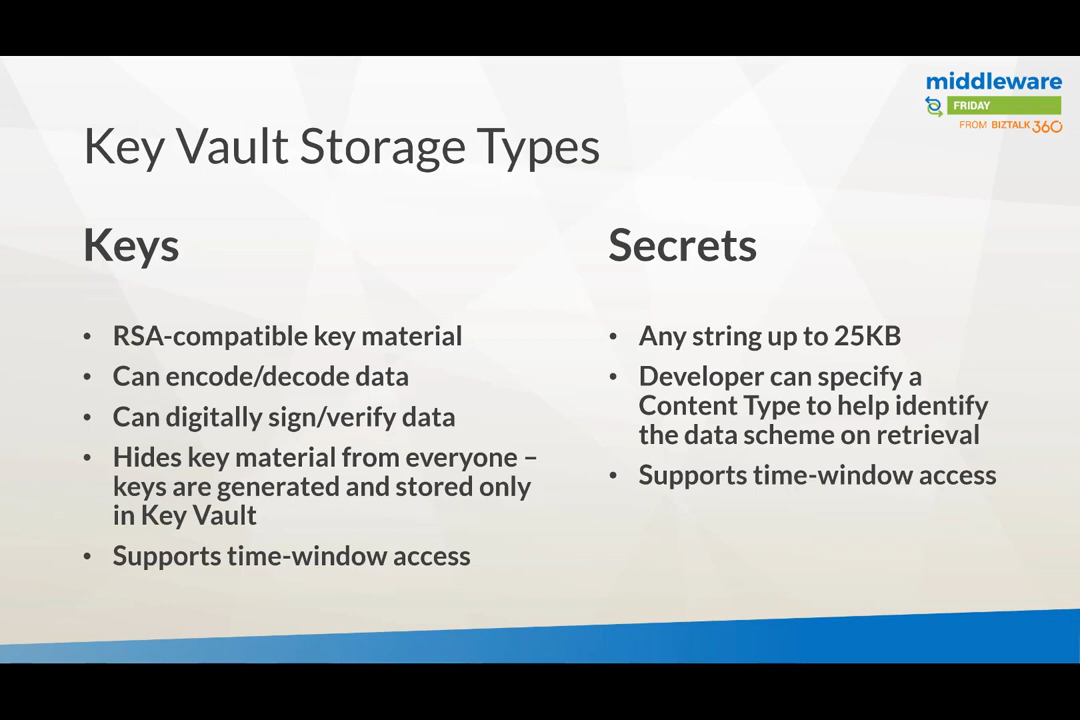 middleware
FRIDAY
FROM BIZTALK360
Key Vault Storage Types
Keys
• RSA-compatible key material
• Can encode/decode data
• Can digitally sign/verify data
• Hides key material from everyone –
keys are generated and stored only
in Key Vault
• Supports time-window access
Secrets
• Any string up to 25KB
• Developer can specify a
Content Type to help identify
the data scheme on retrieval
• Supports time-window access